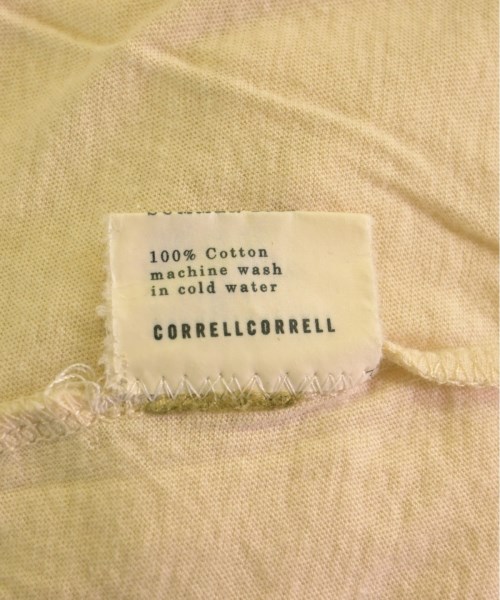 100% Cotton
machine wash
in cold water
CORRELLCORRELL